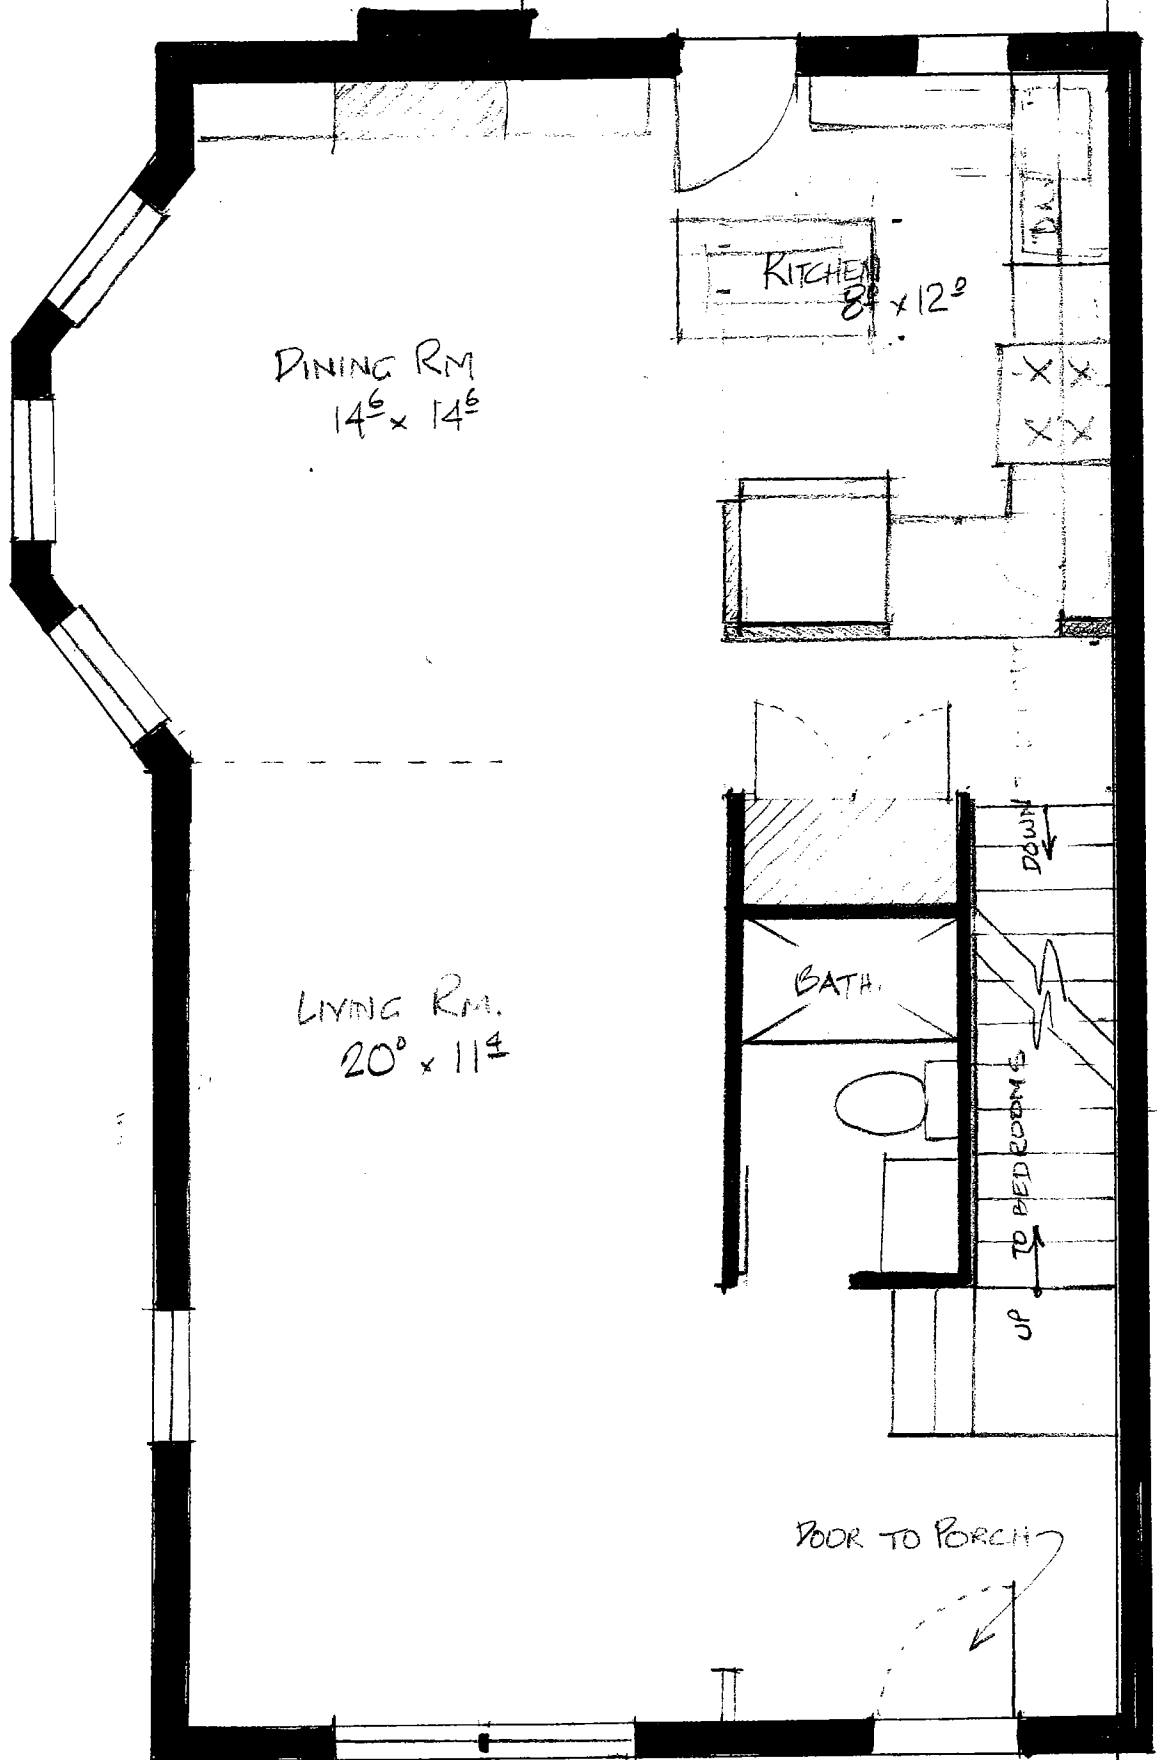 KITCHEN
8⁰ x 12⁰
DW
DINING RM
14⁶ x 14⁶
DOWN
LIVING RM.
20⁰ x 11⁴
BATH.
UP TO BEDROOMS
DOOR TO PORCH